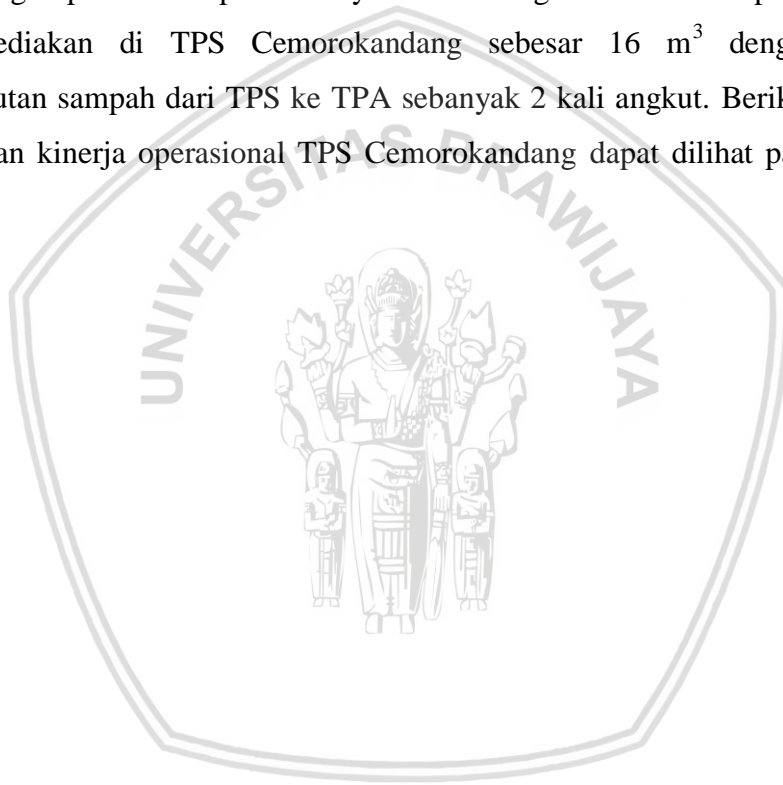 ediakan di TPS Cemorokandang sebesar 16 m³ deng
utan sampah dari TPS ke TPA sebanyak 2 kali angkut. Berik
an kinerja operasional TPS Cemorokandang dapat dilihat pa
UNIVERSITAS BRAWIJAYA